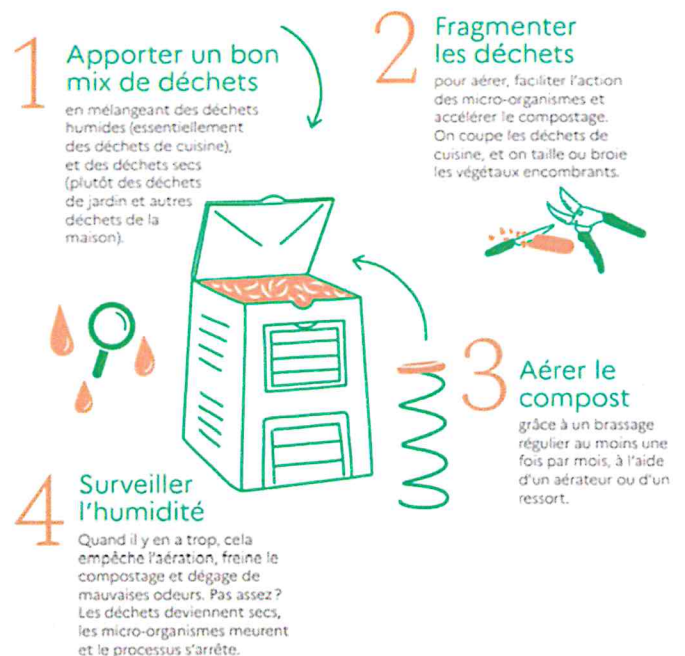 1
Apporter un bon
mix de déchets
en mélangeant des déchets
humides (essentiellement
des déchets de cuisine),
et des déchets secs
(plutôt des déchets
de jardin et autres
déchets de la
maison).
2
Fragmenter
les déchets
pour aérer, faciliter l'action
des micro-organismes et
accélérer le compostage.
On coupe les déchets de
cuisine, et on taille ou broie
les végétaux encombrants.
3
Aérer le
compost
grâce à un brassage
régulier au moins une
fois par mois, à l'aide
d'un aérateur ou d'un
ressort.
4
Surveiller
l'humidité
Quand il y en a trop, cela
empêche l'aération, freine le
compostage et dégage de
mauvaises odeurs. Pas assez ?
Les déchets deviennent secs,
les micro-organismes meurent
et le processus s'arrête.